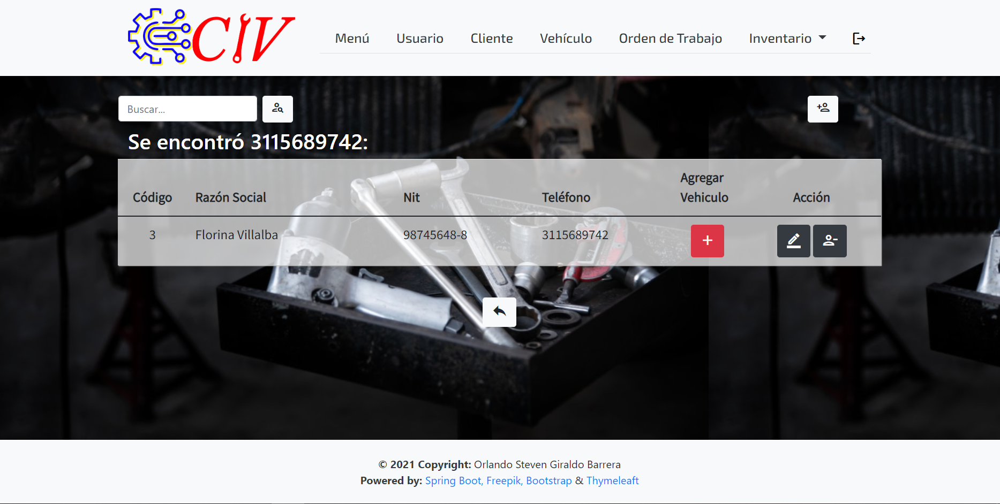 CIV
Menú Usuario Cliente Vehículo Orden de Trabajo Inventario
Buscar...
Se encontró 3115689742:
Código Razón Social Nit Teléfono Agregar Vehiculo Acción
3 Florina Villalba 98745648-8 3115689742
© 2021 Copyright: Orlando Steven Giraldo Barrera
Powered by: Spring Boot, Freepik, Bootstrap & Thymeleaft